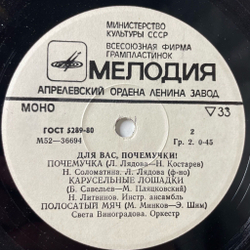 МИНИСТЕРСТВО
КУЛЬТУРЫ СССР
ВСЕСОЮЗНАЯ ФИРМА
ГРАМПЛАСТИНОК
МЕЛОДИЯ
АПРЕЛЕВСКИЙ ОРДЕНА ЛЕНИНА ЗАВОД
МОНО
▽33
ГОСТ 5289-80
2
М52—36694
Гр. 2. 0-45
ДЛЯ ВАС, ПОЧЕМУЧКИ!
ПОЧЕМУЧКА (Л. Лядова—Н. Костарев)
Н. Соломатина. Л. Лядова (ф-но)
КАРУСЕЛЬНЫЕ ЛОШАДКИ
(Б. Савельев—М. Пляцковский)
Н. Литвинов. Инстр. ансамбль
ПОЛОСАТЫЙ МЯЧ (М. Минков—Э. Шим)
Света Виноградова. Оркестр